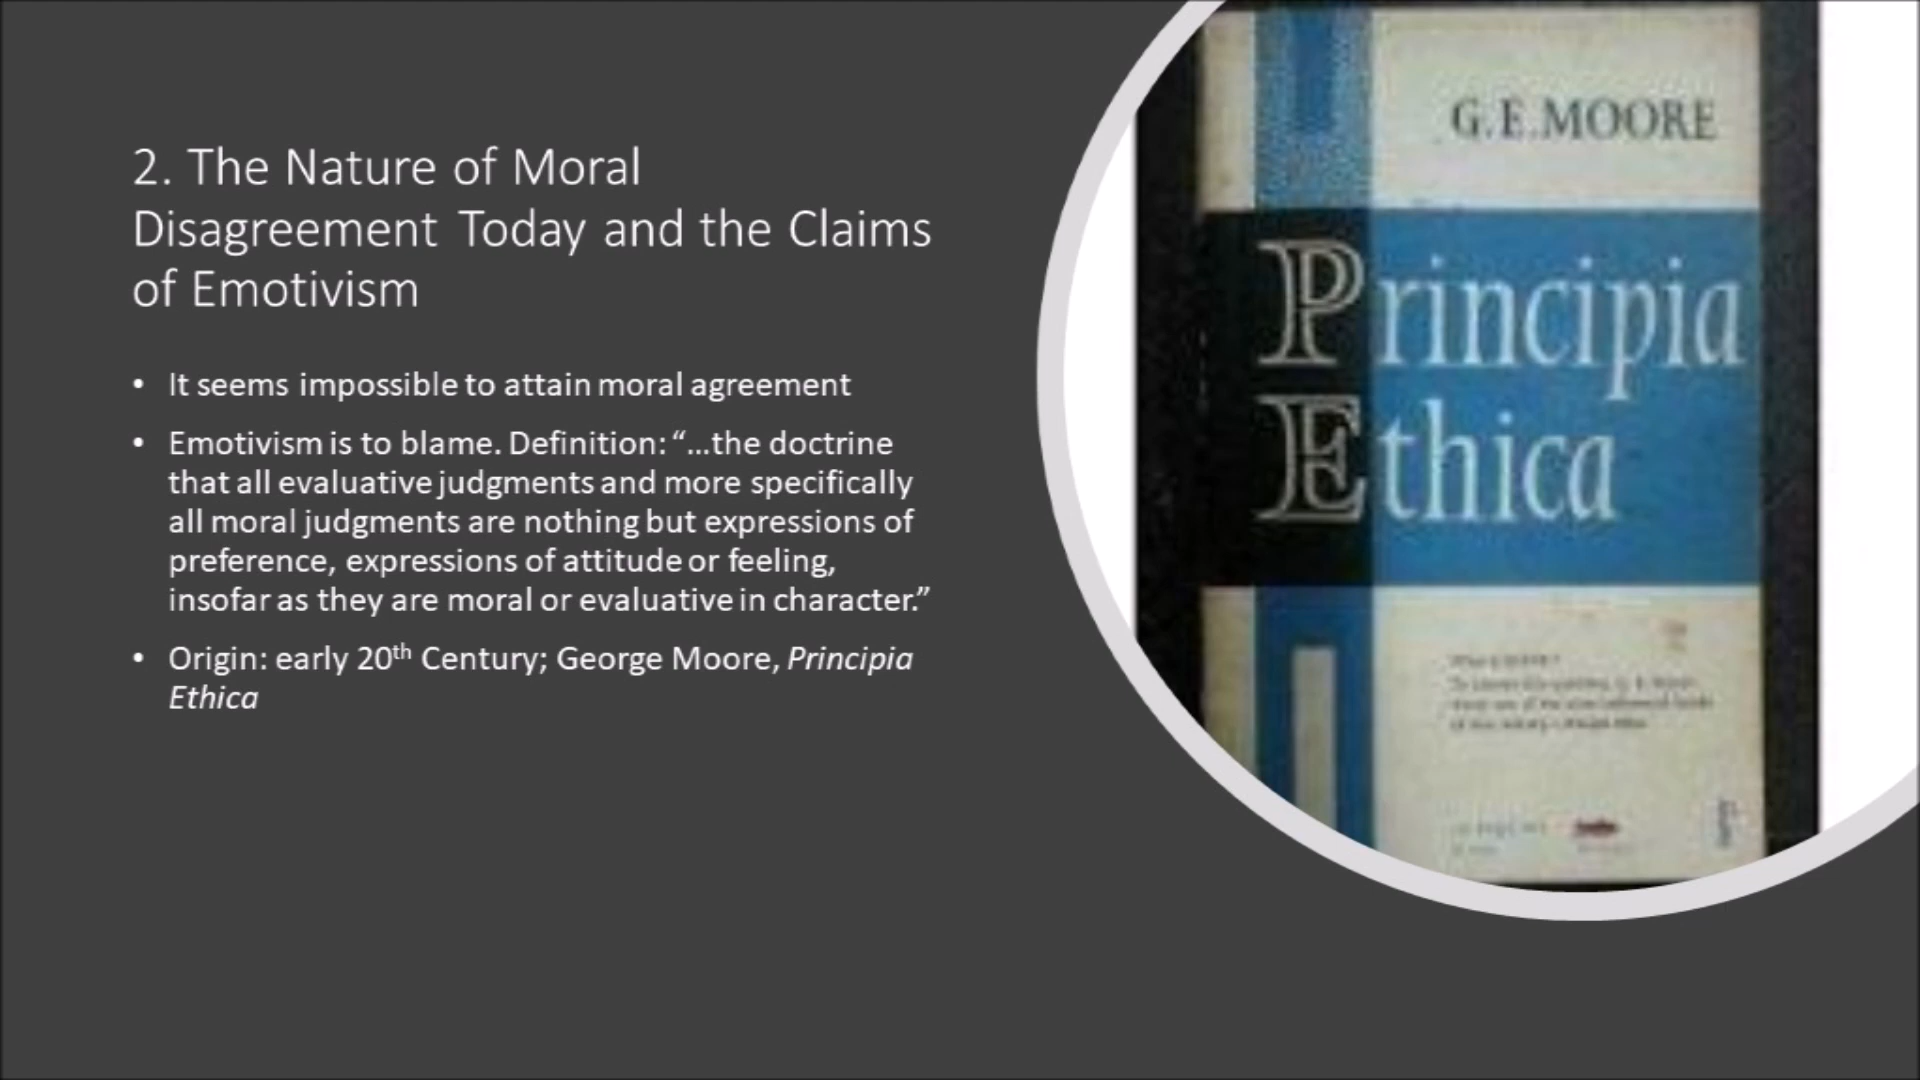 2. The Nature of Moral
Disagreement Today and the Claims
of Emotivism
• It seems impossible to attain moral agreement
• Emotivism is to blame. Definition: “…the doctrine
that all evaluative judgments and more specifically
all moral judgments are nothing but expressions of
preference, expressions of attitude or feeling,
insofar as they are moral or evaluative in character.”
• Origin: early 20th Century; George Moore, Principia
Ethica
G.E.MOORE
Principia
Ethica